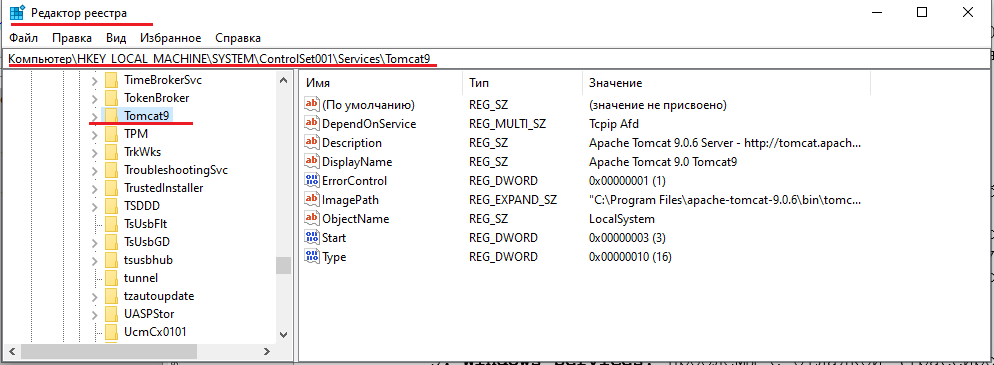 Редактор реестра
Файл Правка Вид Избранное Справка
Компьютер\HKEY_LOCAL_MACHINE\SYSTEM\ControlSet001\Services\Tomcat9
TimeBrokerSvc
TokenBroker
Tomcat9
TPM
TrkWks
TroubleshootingSvc
TrustedInstaller
TSDDD
TsUsbFlt
TsUsbGD
tsusbhub
tunnel
tzautoupdate
UASPStor
UcmCx0101
Имя Тип Значение
(По умолчанию) REG_SZ (значение не присвоено)
DependOnService REG_MULTI_SZ Tcpip Afd
Description REG_SZ Apache Tomcat 9.0.6 Server - http://tomcat.apach...
DisplayName REG_SZ Apache Tomcat 9.0 Tomcat9
ErrorControl REG_DWORD 0x00000001 (1)
ImagePath REG_EXPAND_SZ "C:\Program Files\apache-tomcat-9.0.6\bin\tomc...
ObjectName REG_SZ LocalSystem
Start REG_DWORD 0x00000003 (3)
Type REG_DWORD 0x00000010 (16)